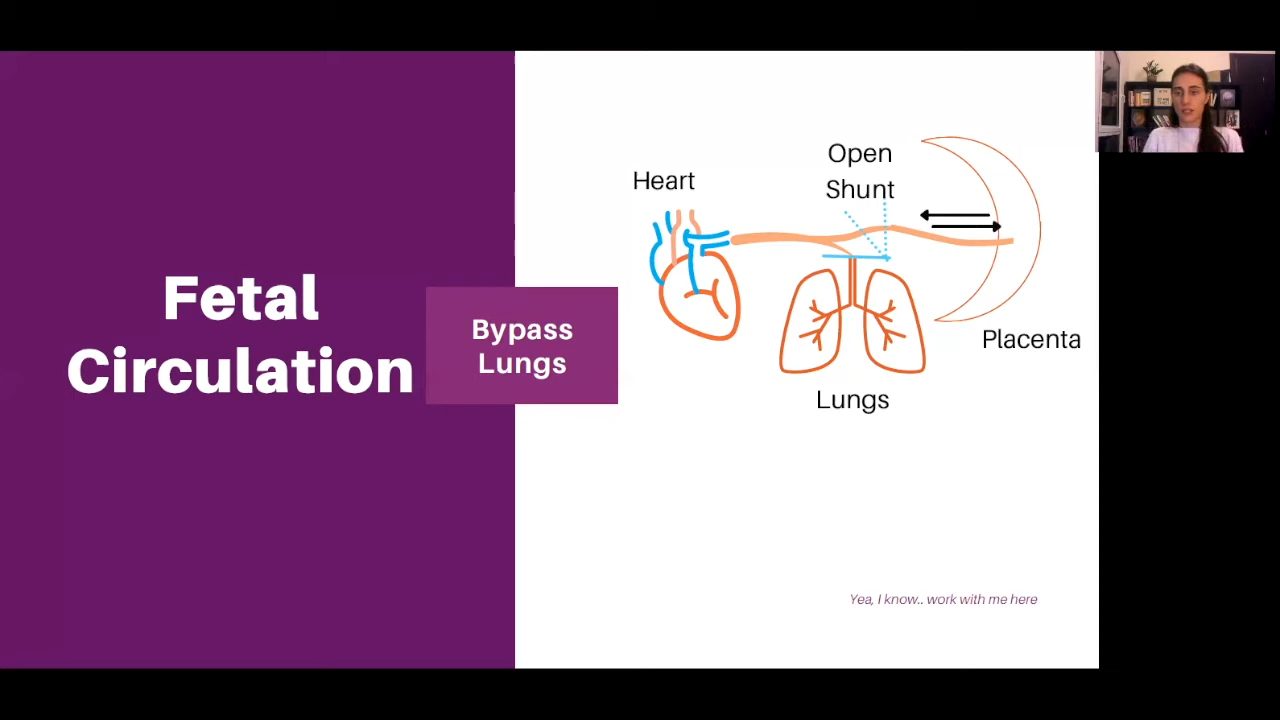 Fetal
Circulation
Bypass
Lungs
Heart
Open
Shunt
Placenta
Lungs
Yea, I know.. work with me here